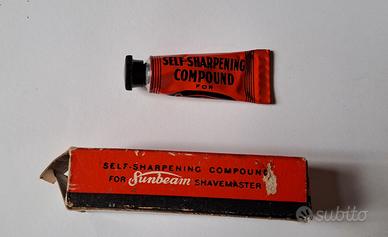 SELF-SHARPENING
COMPOUND
FOR
SELF-SHARPENING COMPOUND
FOR Sunbeam SHAVEMASTER
subito